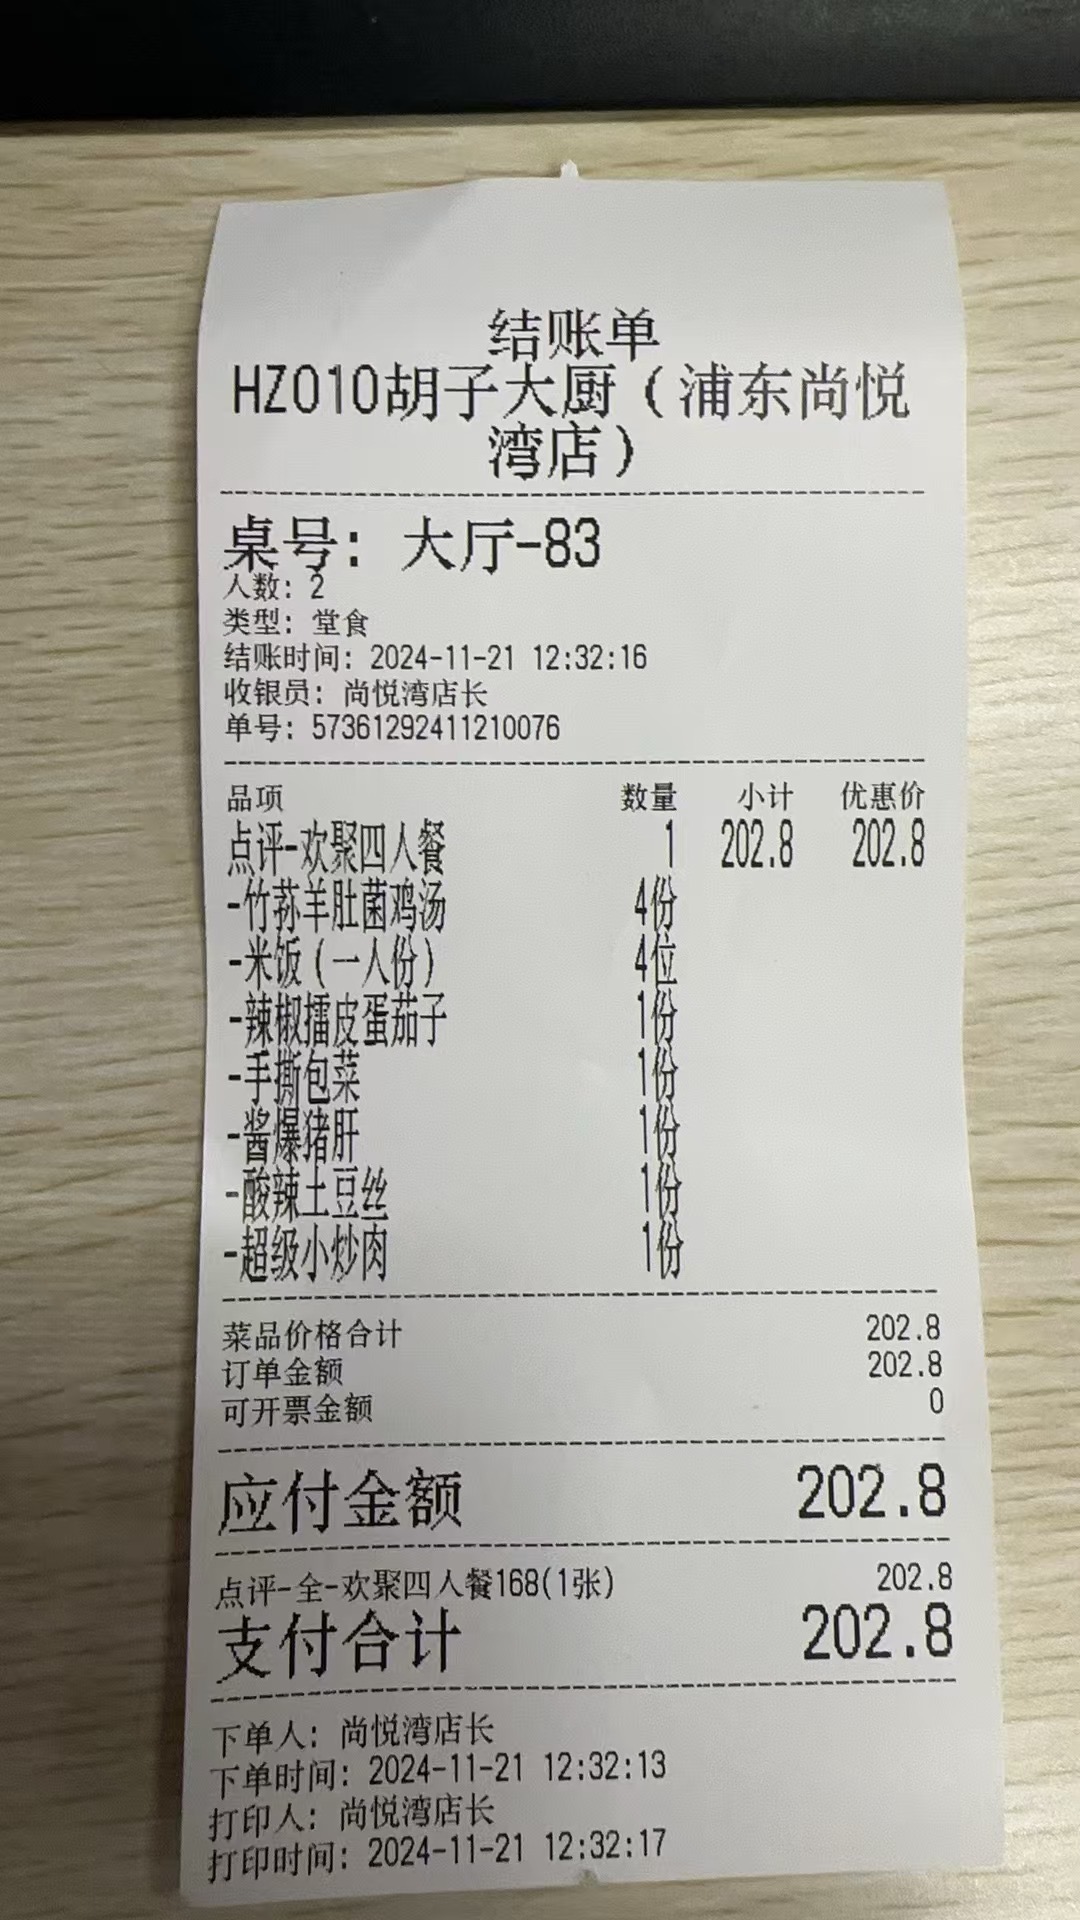 结账单
HZ010胡子大厨（浦东尚悦
湾店）
桌号：大厅-83
人数：2
类型：堂食
结账时间：2024-11-21 12:32:16
收银员：尚悦湾店长
单号：57361292411210076
品项 数量 小计 优惠价
点评-欢聚四人餐 1 202.8 202.8
-竹荪羊肚菌鸡汤 4份
-米饭（一人份） 4位
-辣椒擂皮蛋茄子 1份
-手撕包菜 1份
-酱爆猪肝 1份
-酸辣土豆丝 1份
-超级小炒肉 1份
菜品价格合计 202.8
订单金额 202.8
可开票金额 0
应付金额 202.8
点评-全-欢聚四人餐168(1张) 202.8
支付合计 202.8
下单人：尚悦湾店长
下单时间：2024-11-21 12:32:13
打印人：尚悦湾店长
打印时间：2024-11-21 12:32:17